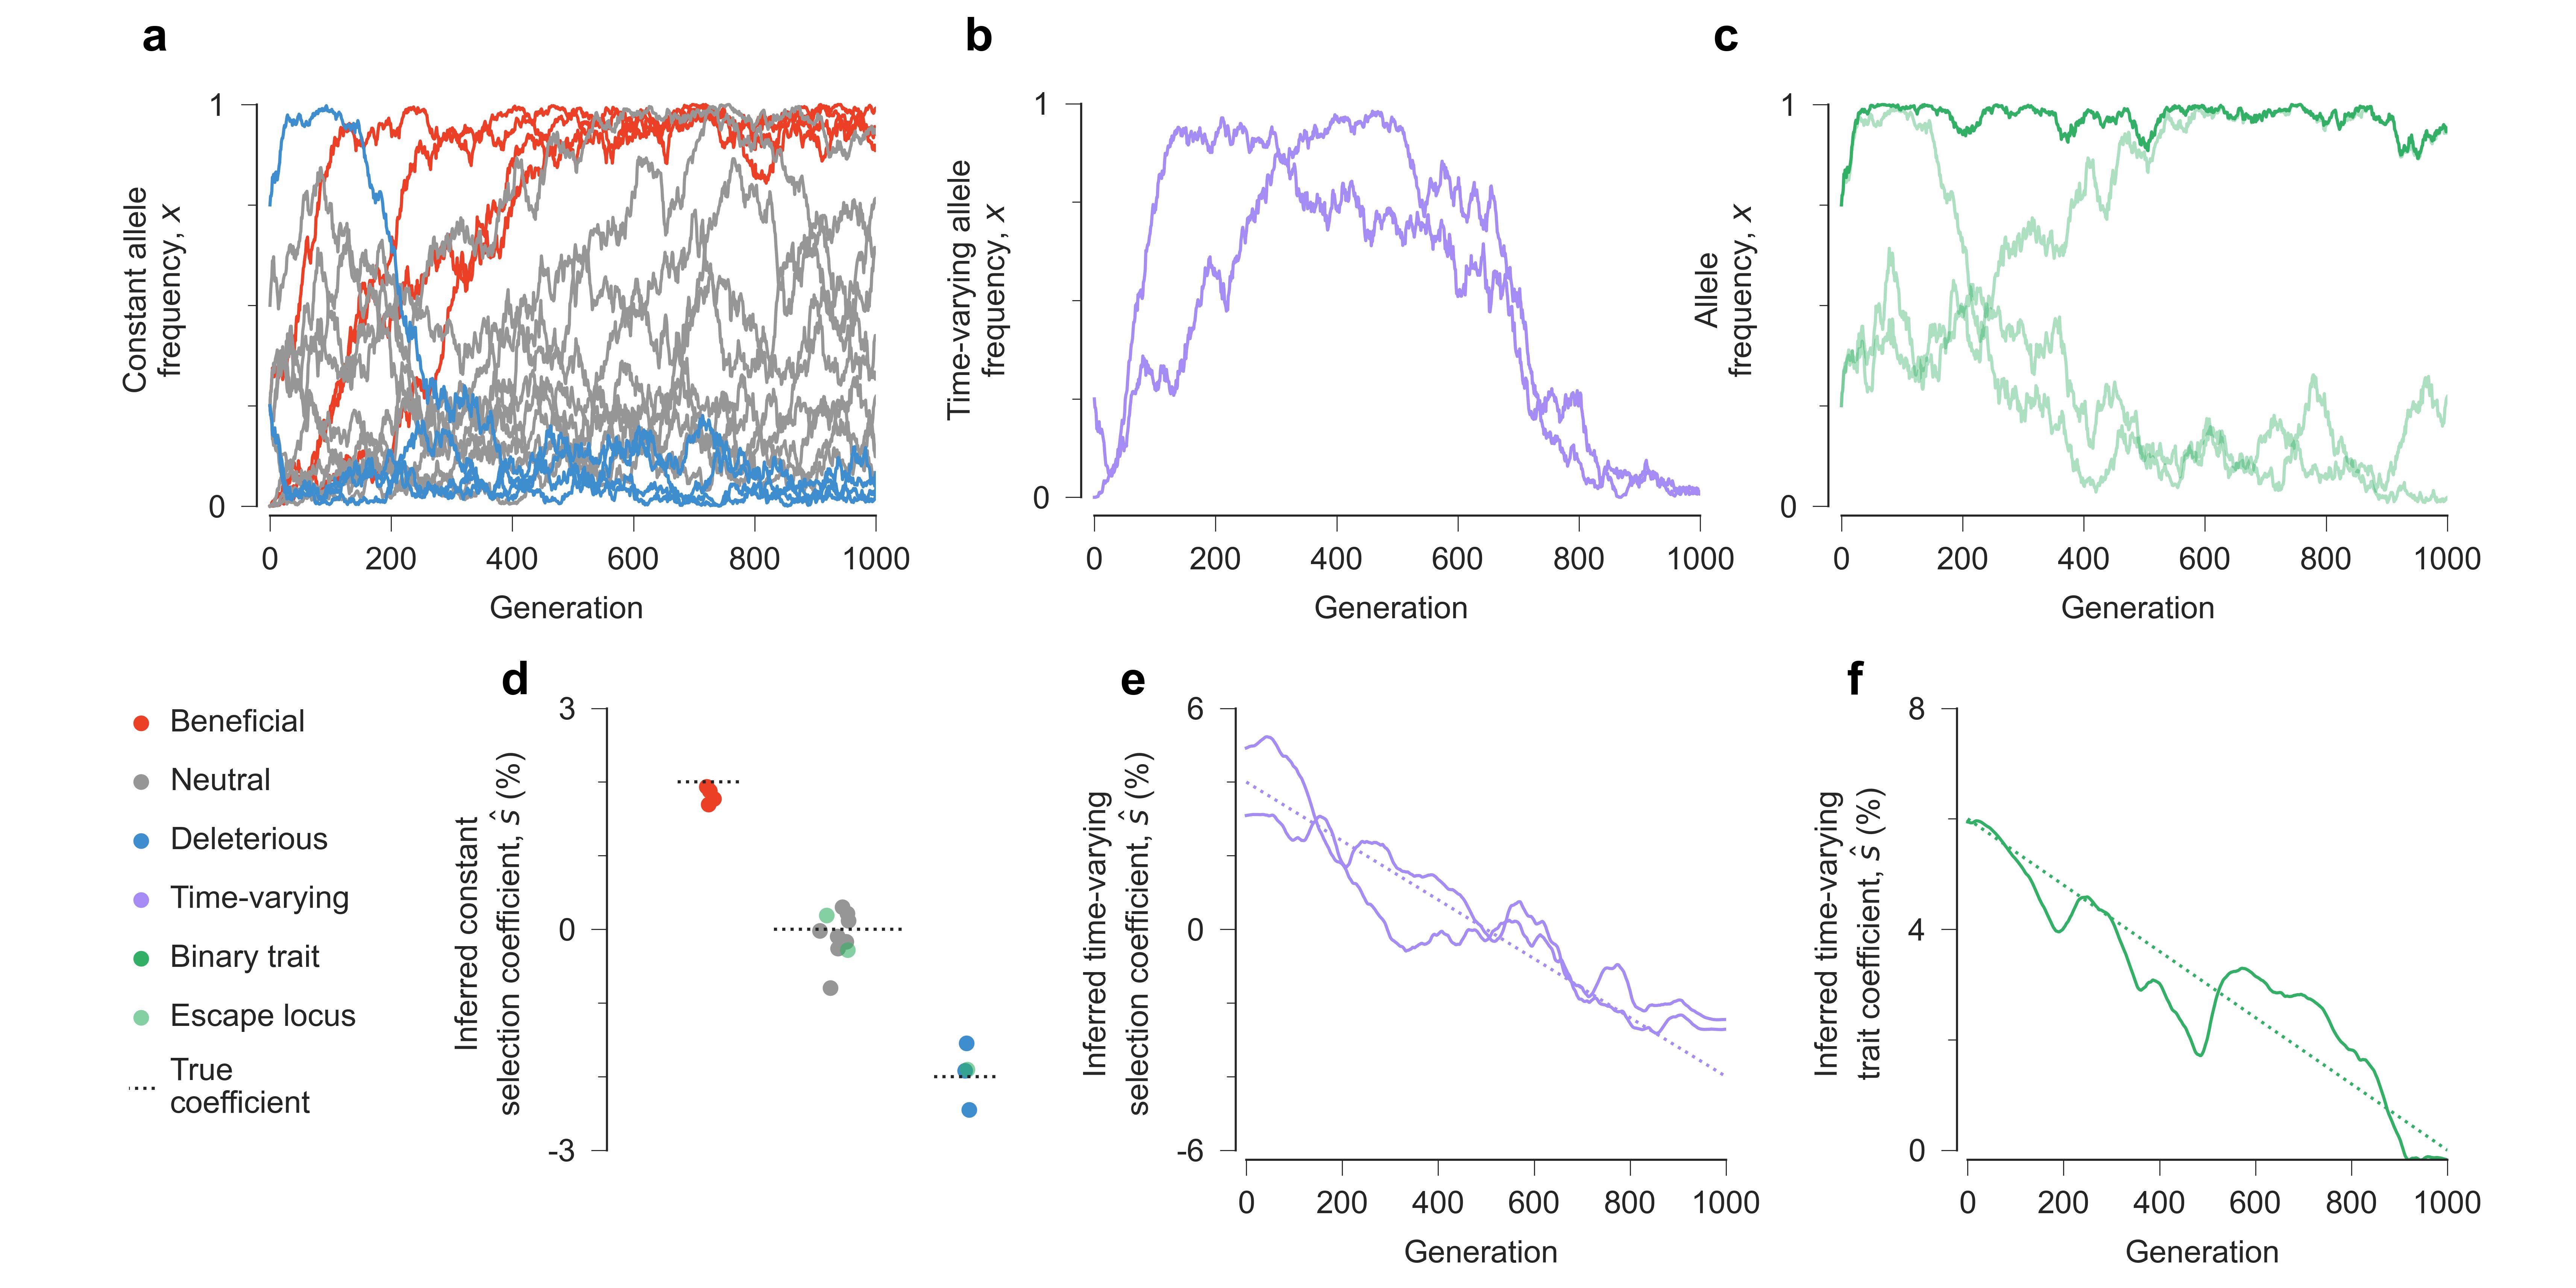 a
Constant allele
frequency, x
1
0
0 200 400 600 800 1000
Generation
b
Time-varying allele
frequency, x
1
0
0 200 400 600 800 1000
Generation
c
Allele
frequency, x
1
0
0 200 400 600 800 1000
Generation
Beneficial
Neutral
Deleterious
Time-varying
Binary trait
Escape locus
True
coefficient
d
Inferred constant
selection coefficient, ŝ (%)
3
0
-3
e
Inferred time-varying
selection coefficient, ŝ (%)
6
0
-6
0 200 400 600 800 1000
Generation
f
Inferred time-varying
trait coefficient, ŝ (%)
8
4
0
0 200 400 600 800 1000
Generation